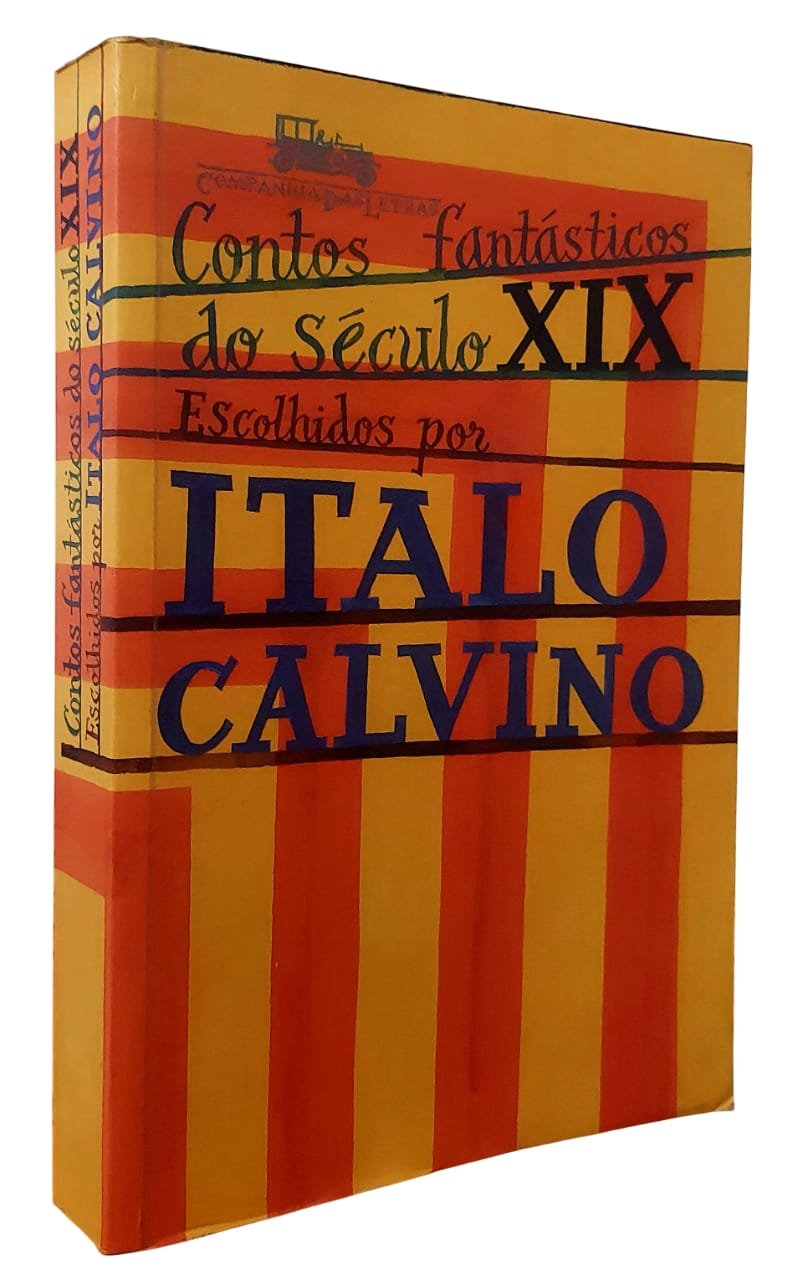 COMPANHIA DAS LETRAS
Contos fantásticos
do século XIX
Escolhidos por
ITALO
CALVINO
Contos fantásticos do século XIX
Escolhidos por ITALO CALVINO